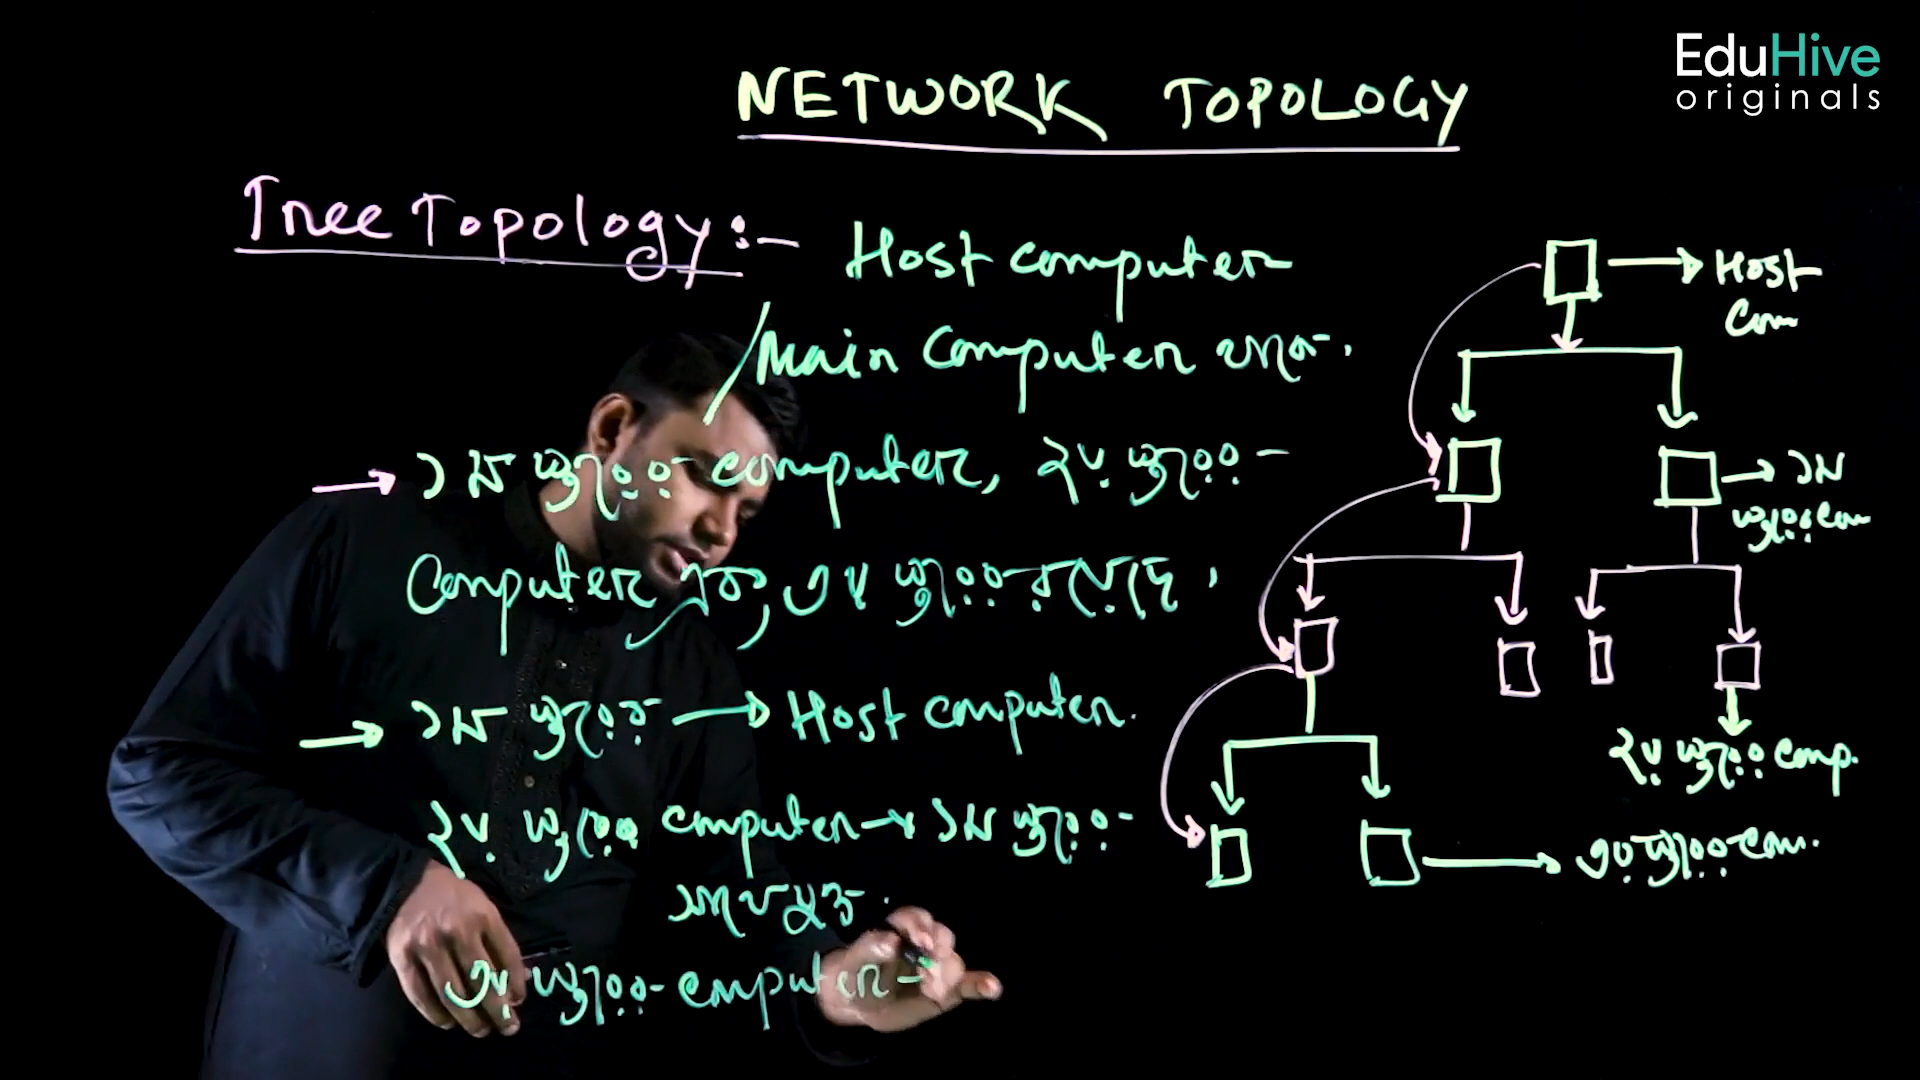 EduHive
originals
NETWORK TOPOLOGY
Tree Topology:-
Host computer
/Main Computer থাকে.
→ ১ম স্তরের computer, ২য় স্তরের
Computer এবং ৩য় স্তরের রয়েছে,
→ ১ম স্তরের → Host computer.
২য় স্তরের computer → ১ম স্তরের
সাথে যুক্ত.
৩য় স্তরের computer -
→ Host
Com
→ ১ম
স্তরের Com
২য় স্তরের comp.
→ ৩য় স্তরের com.